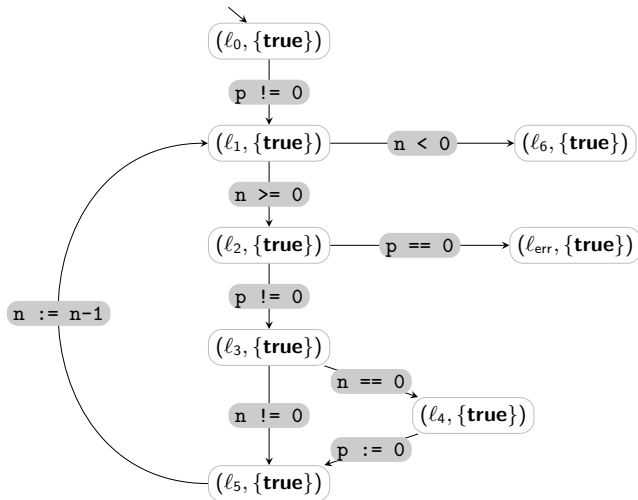 (ℓ₀, {true})
p != 0
(ℓ₁, {true}) n < 0 (ℓ₆, {true})
n >= 0
(ℓ₂, {true}) p == 0 (ℓ_err, {true})
p != 0
n := n-1
(ℓ₃, {true})
n == 0
n != 0 (ℓ₄, {true})
p := 0
(ℓ₅, {true})